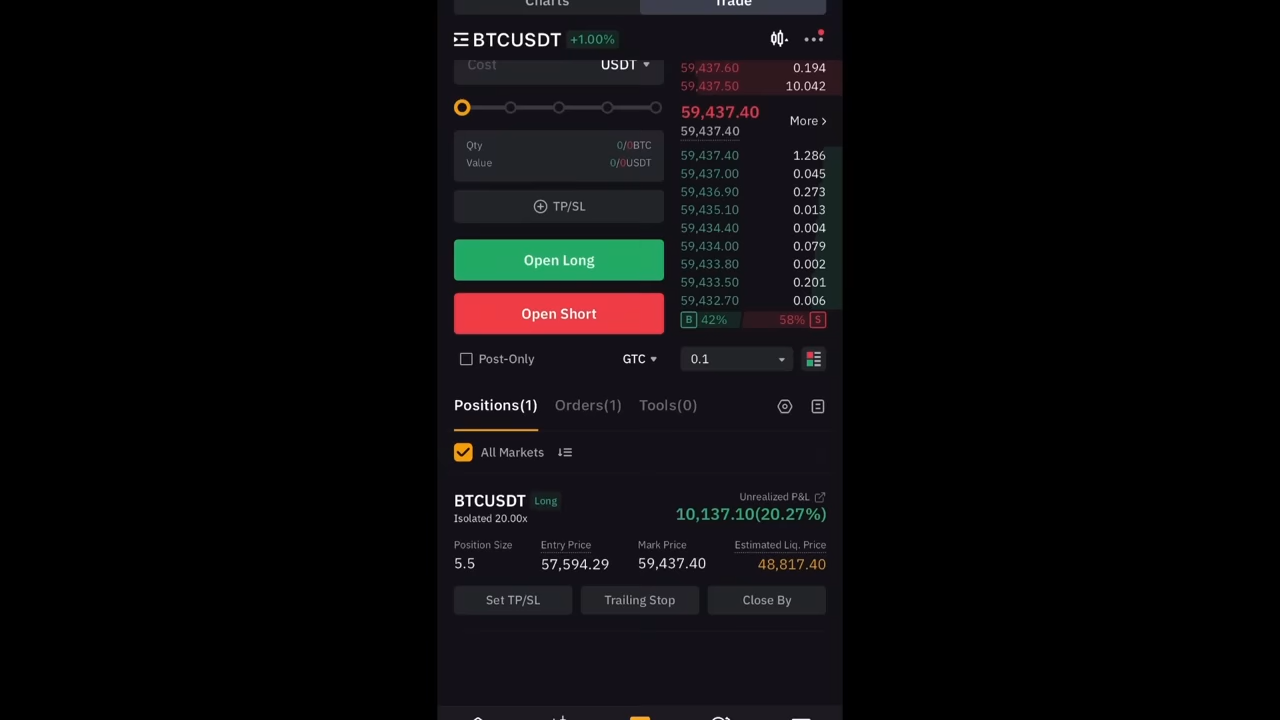 Charts
Trade
BTCUSDT +1.00%
Cost USDT
59,437.60 0.194
59,437.50 10.042
59,437.40
59,437.40
More
Qty 0/0BTC
Value 0/0USDT
TP/SL
Open Long
Open Short
59,437.40 1.286
59,437.00 0.045
59,436.90 0.273
59,435.10 0.013
59,434.40 0.004
59,434.00 0.079
59,433.80 0.002
59,433.50 0.201
59,432.70 0.006
B 42% 58% S
Post-Only GTC 0.1
Positions(1) Orders(1) Tools(0)
All Markets
BTCUSDT Long
Isolated 20.00x
Unrealized P&L
10,137.10(20.27%)
Position Size Entry Price Mark Price Estimated Liq. Price
5.5 57,594.29 59,437.40 48,817.40
Set TP/SL Trailing Stop Close By